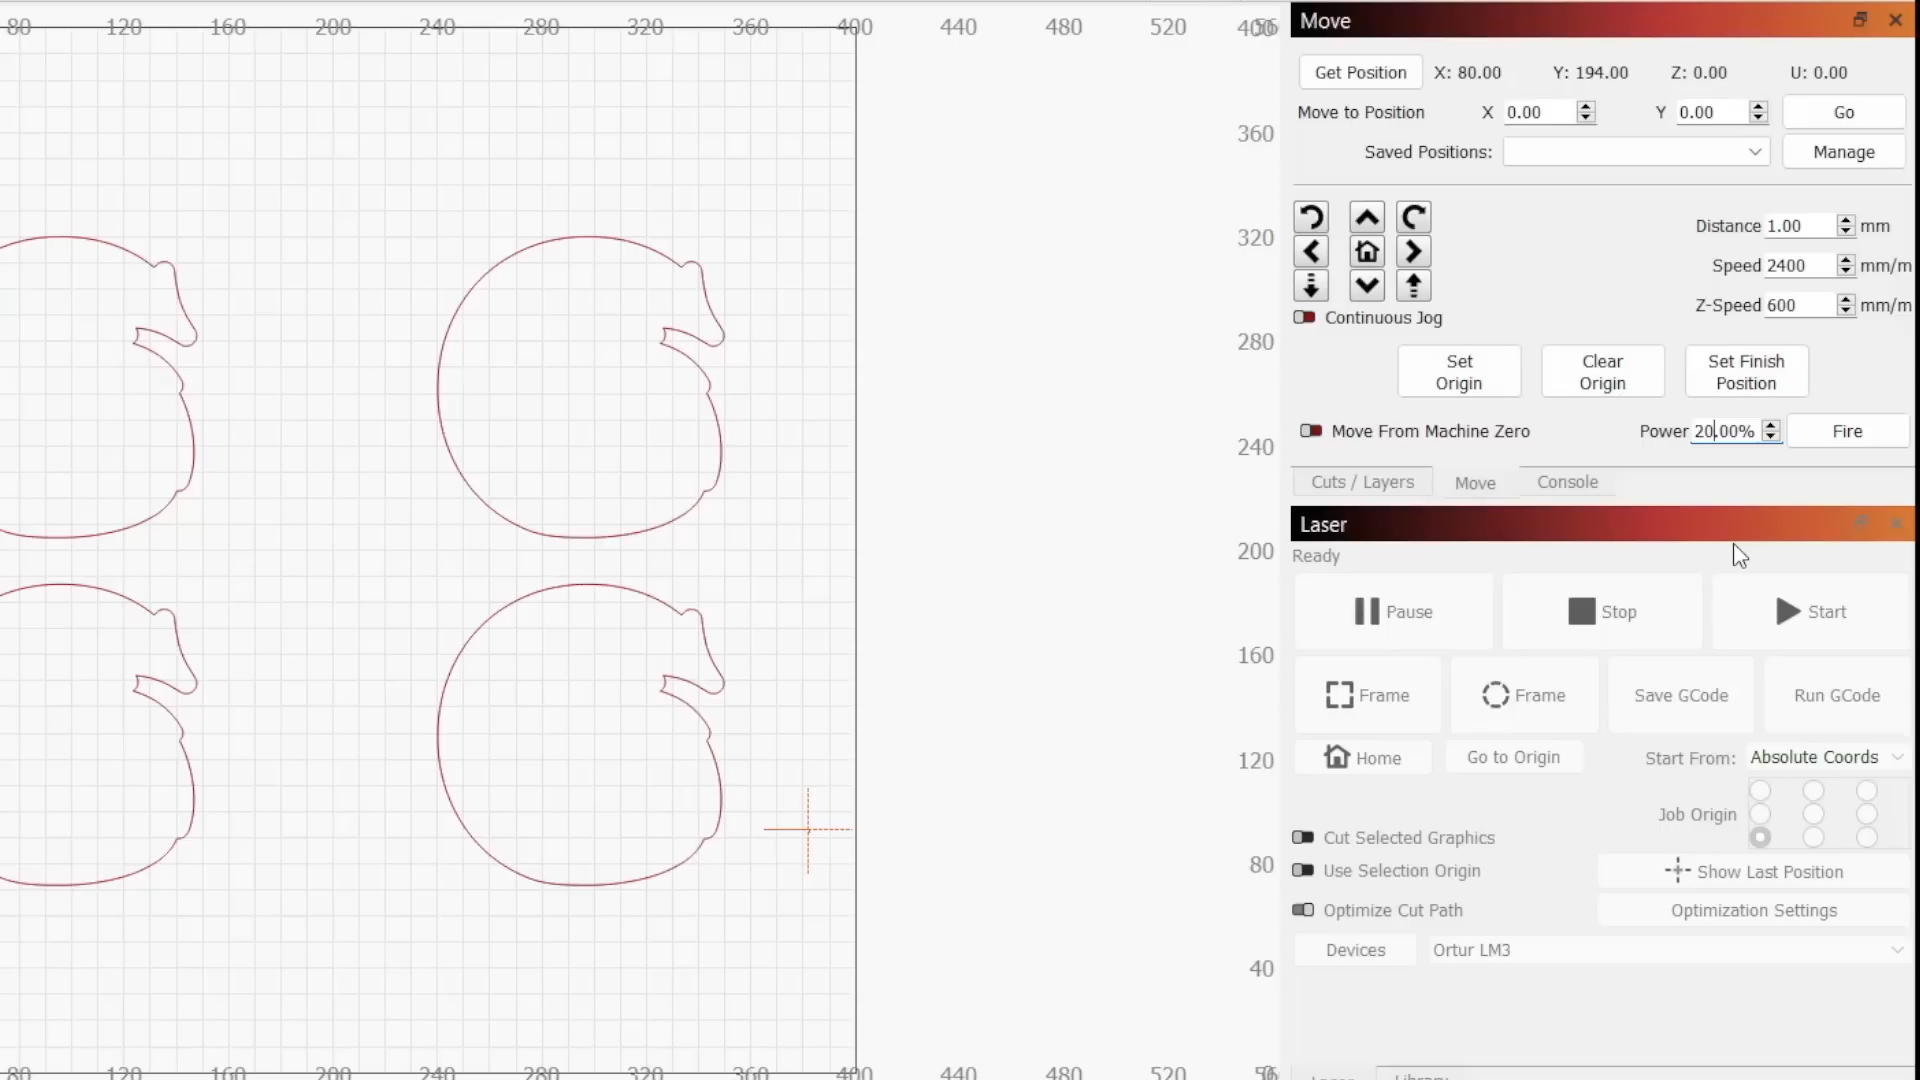 80 120 160 200 240 280 320 360 400 440 480 520
Move
Get Position X: 80.00 Y: 194.00 Z: 0.00 U: 0.00
Move to Position X 0.00 Y 0.00 Go
Saved Positions: Manage
Distance 1.00 mm
Speed 2400 mm/m
Z-Speed 600 mm/m
Continuous Jog
Set Origin Clear Origin Set Finish Position
Move From Machine Zero Power 20.00% Fire
Cuts / Layers Move Console
Laser
Ready
Pause Stop Start
Frame Frame Save GCode Run GCode
Home Go to Origin Start From: Absolute Coords
Job Origin
Cut Selected Graphics
Use Selection Origin Show Last Position
Optimize Cut Path Optimization Settings
Devices Ortur LM3
Laser Library
360
320
280
240
200
160
120
80
40
80 120 160 200 240 280 320 360 400 440 480 520